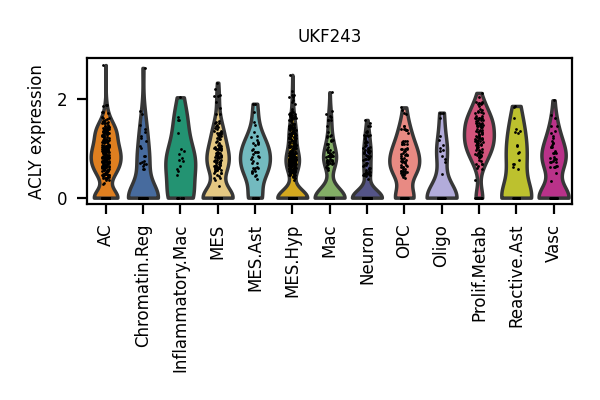 UKF243
ACLY expression
2
0
AC
Chromatin.Reg
Inflammatory.Mac
MES
MES.Ast
MES.Hyp
Mac
Neuron
OPC
Oligo
Prolif.Metab
Reactive.Ast
Vasc